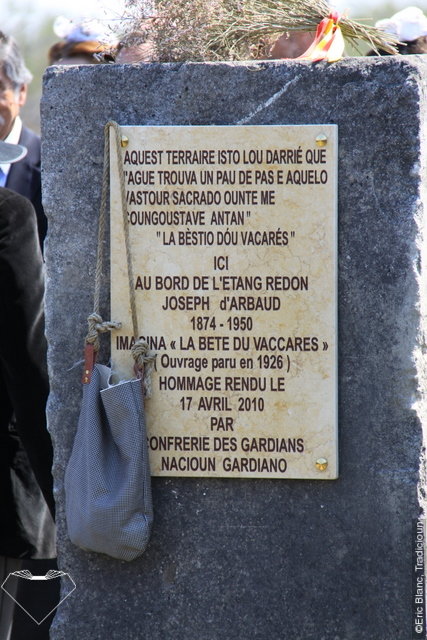 AQUEST TERRAIRE ISTO LOU DARRIÉ QUE
'AGUE TROUVA UN PAU DE PAS E AQUELO
VASTOUR SACRADO OUNTE ME
COUNGOUSTAVE ANTAN"
"LA BÈSTIO DÓU VACARÉS"
ICI
AU BORD DE L'ETANG REDON
JOSEPH d'ARBAUD
1874 - 1950
IMAGINA « LA BETE DU VACCARES »
(Ouvrage paru en 1926)
HOMMAGE RENDU LE
17 AVRIL 2010
PAR
CONFRERIE DES GARDIANS
NACIOUN GARDIANO
©Eric Blanc, Tradicioun